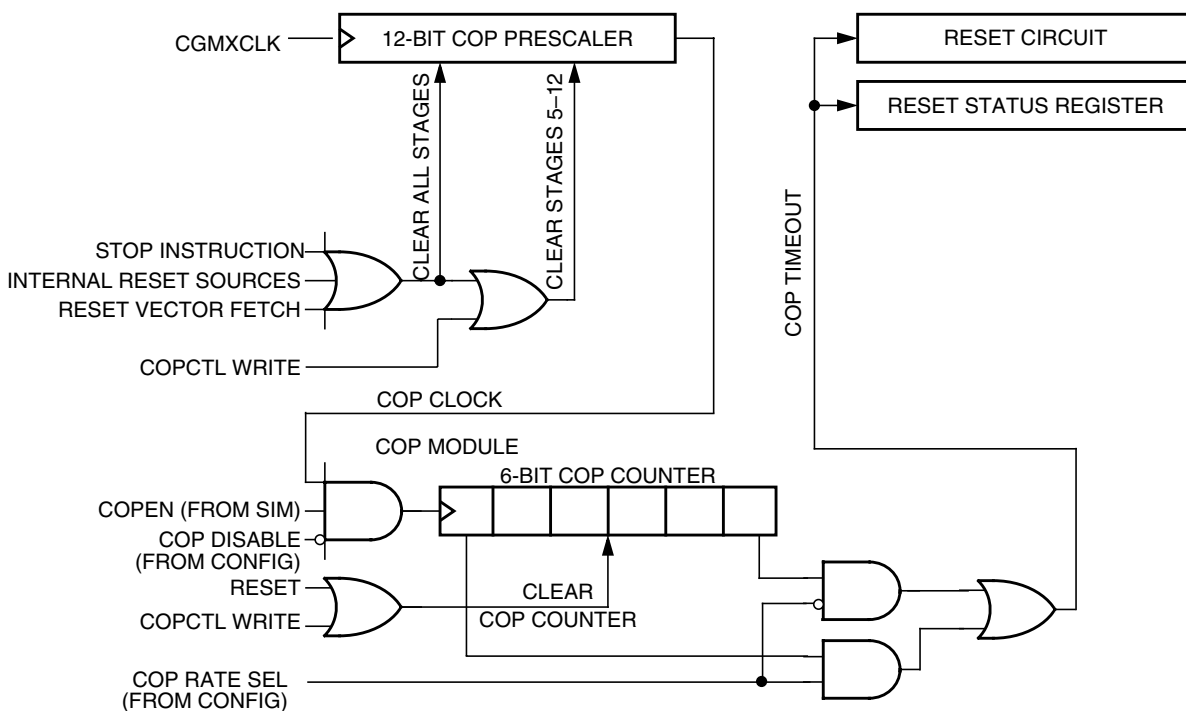 CGMXCLK
12-BIT COP PRESCALER
RESET CIRCUIT
RESET STATUS REGISTER
CLEAR ALL STAGES
CLEAR STAGES 5–12
STOP INSTRUCTION
INTERNAL RESET SOURCES
RESET VECTOR FETCH
COPCTL WRITE
COP TIMEOUT
COP CLOCK
COP MODULE
6-BIT COP COUNTER
COPEN (FROM SIM)
COP DISABLE
(FROM CONFIG)
RESET
COPCTL WRITE
CLEAR
COP COUNTER
COP RATE SEL
(FROM CONFIG)